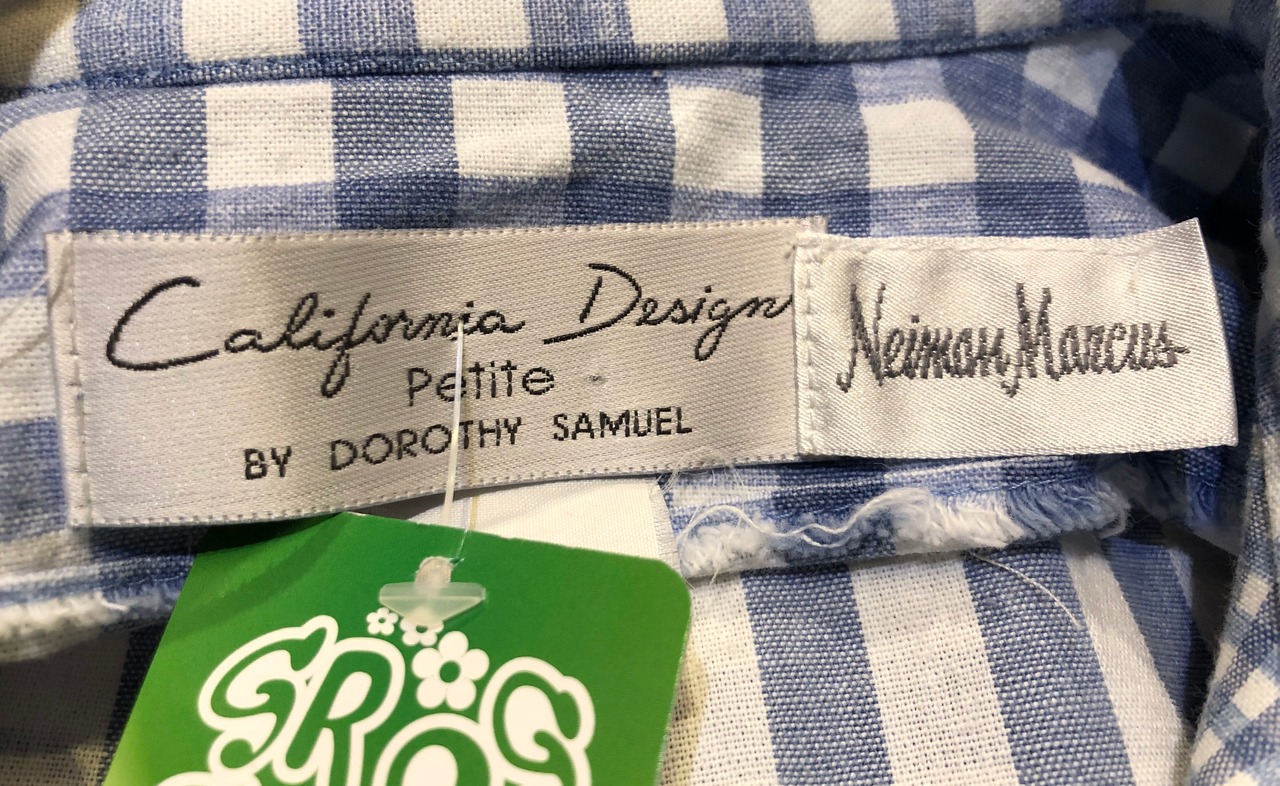 California Design
Petite
BY DOROTHY SAMUEL
Neiman Marcus